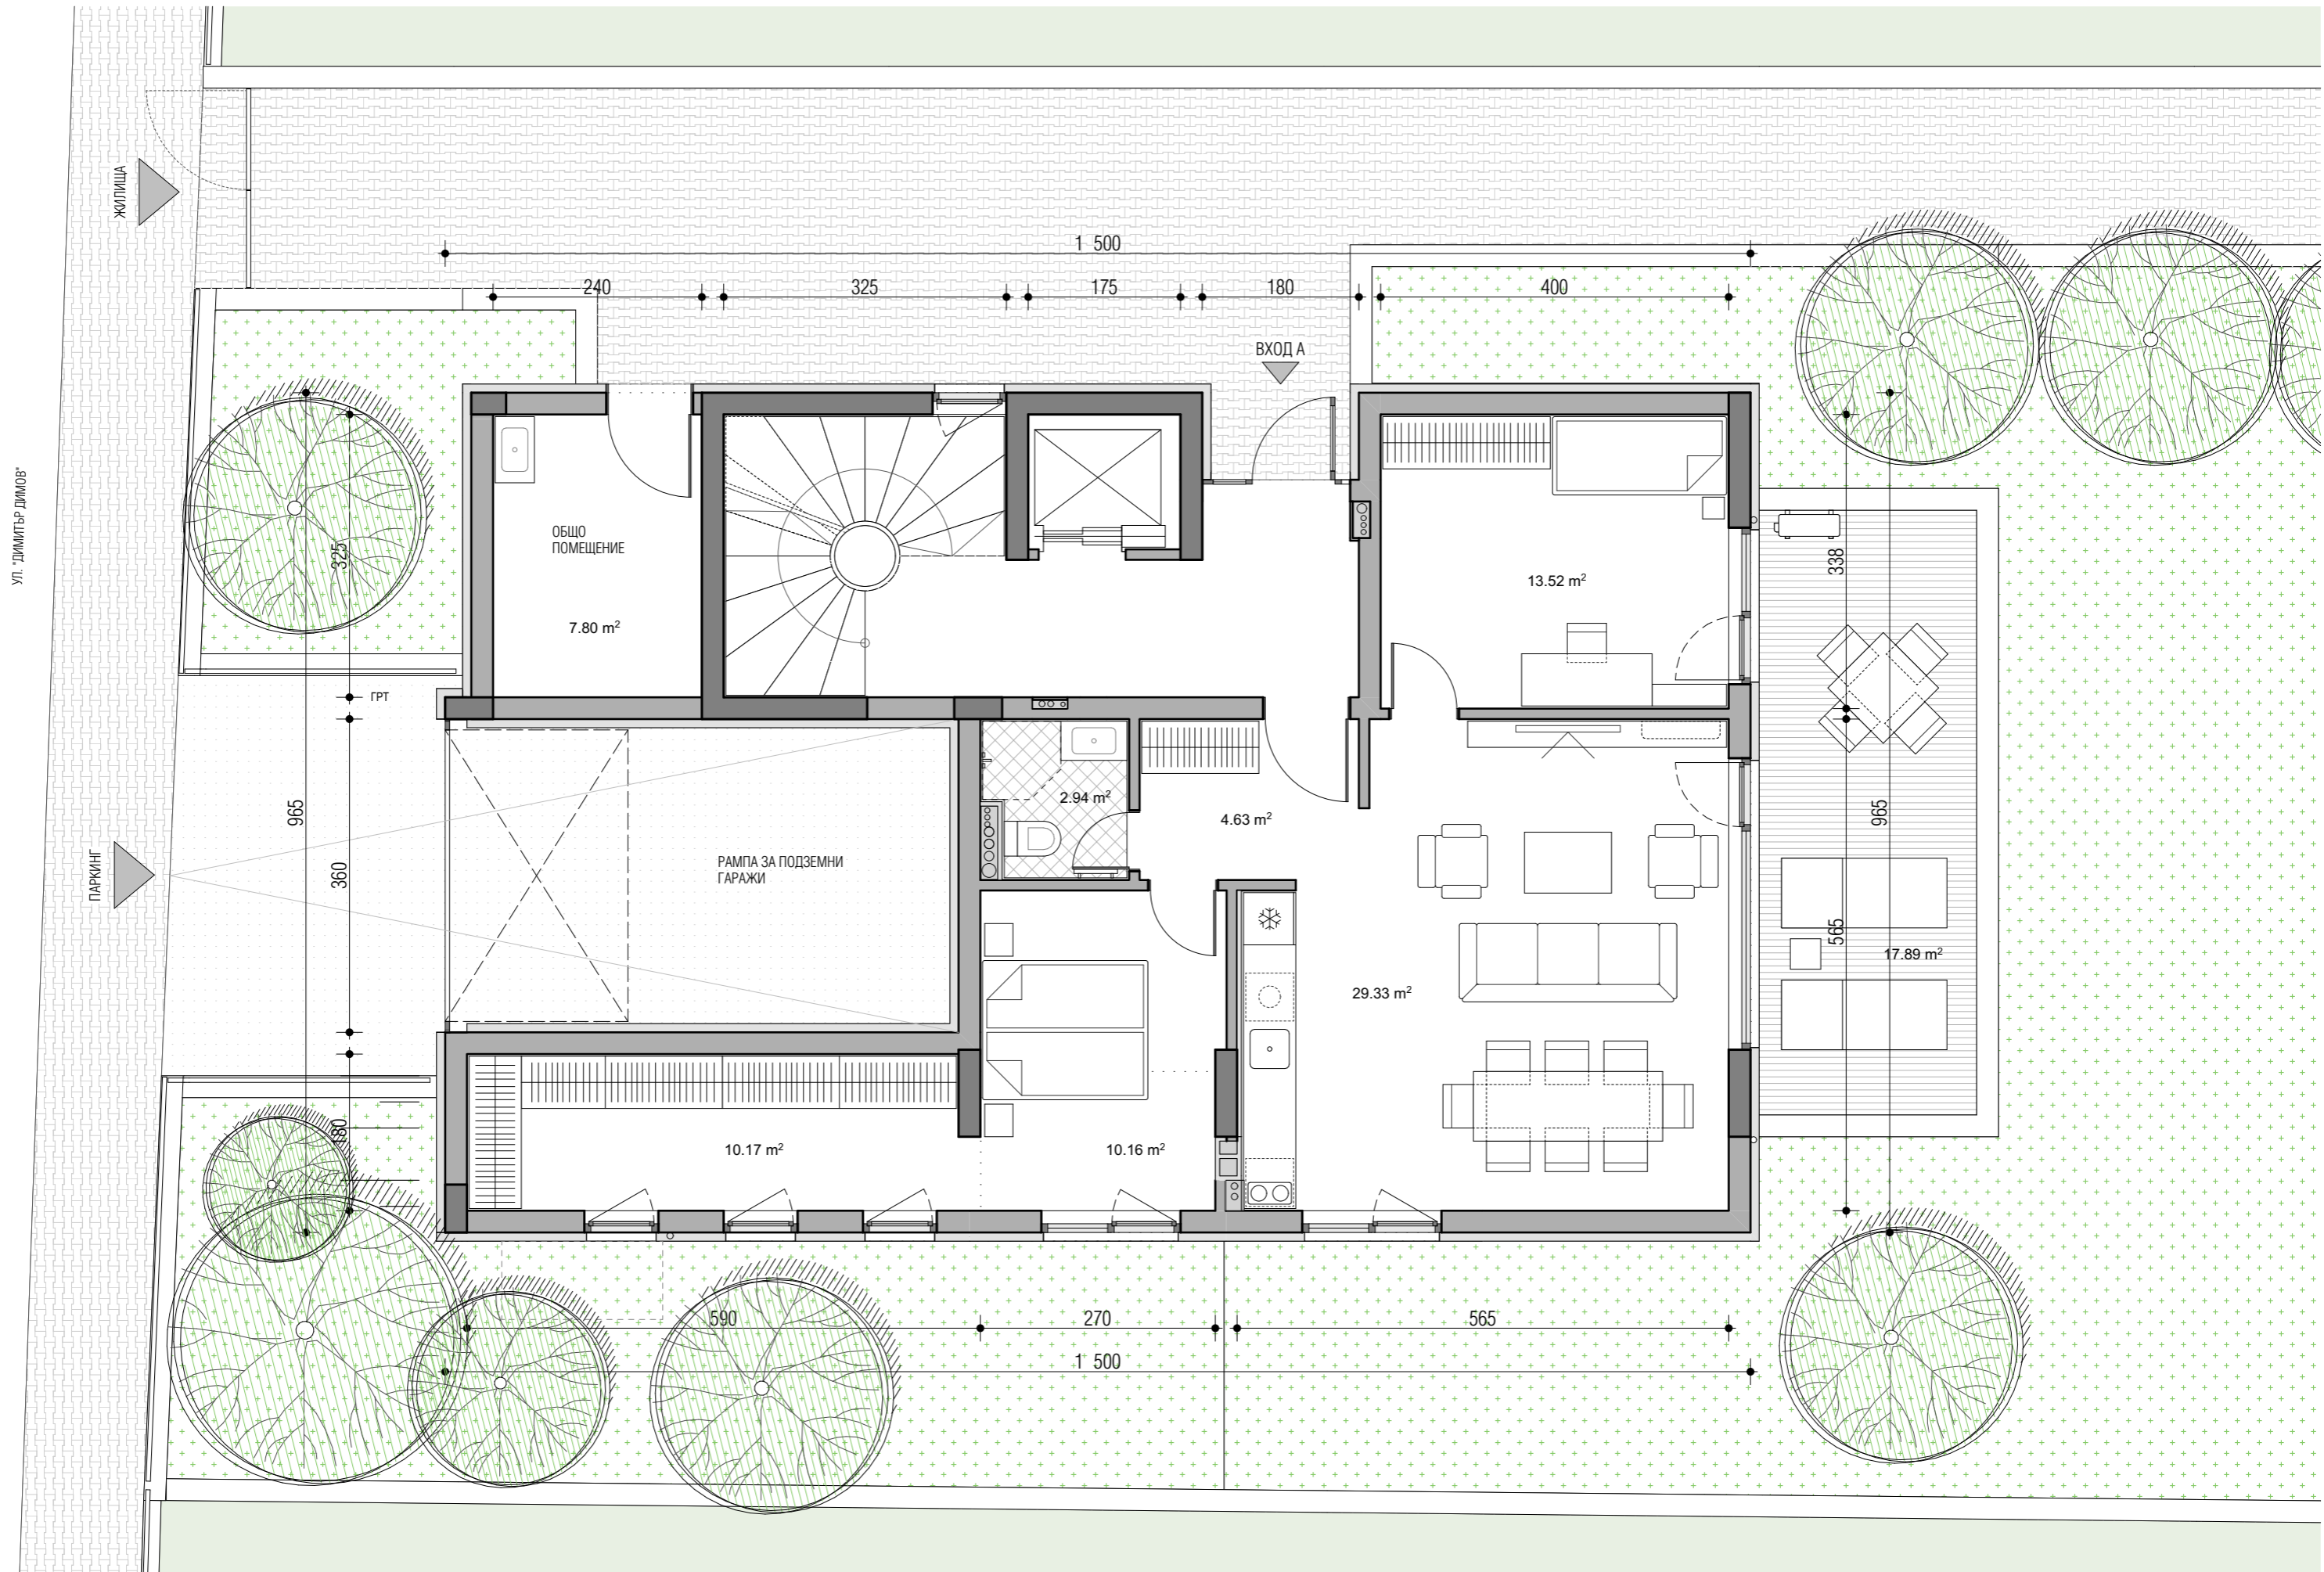 ЖИЛИЩА
1 500
240
325
175
180
400
ВХОД А
УЛ. "ДИМИТЪР ДИМОВ"
ОБЩО
ПОМЕЩЕНИЕ
7.80 m²
325
13.52 m²
338
ГРТ
965
360
ПАРКИНГ
РАМПА ЗА ПОДЗЕМНИ
ГАРАЖИ
2.94 m²
4.63 m²
965
565
17.89 m²
29.33 m²
180
10.17 m²
10.16 m²
590
270
565
1 500